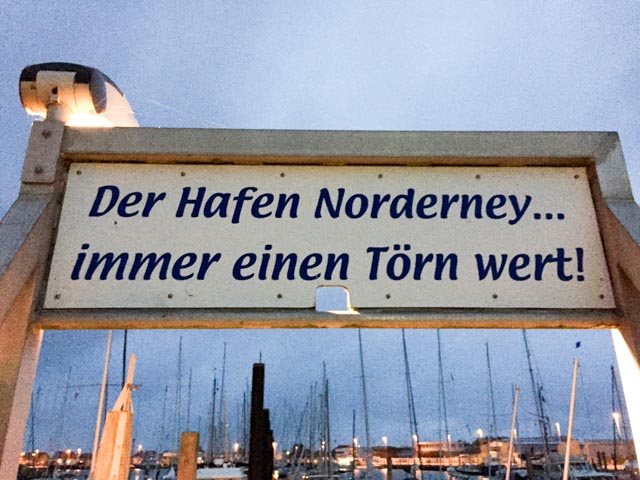 Der Hafen Norderney...
immer einen Törn wert!